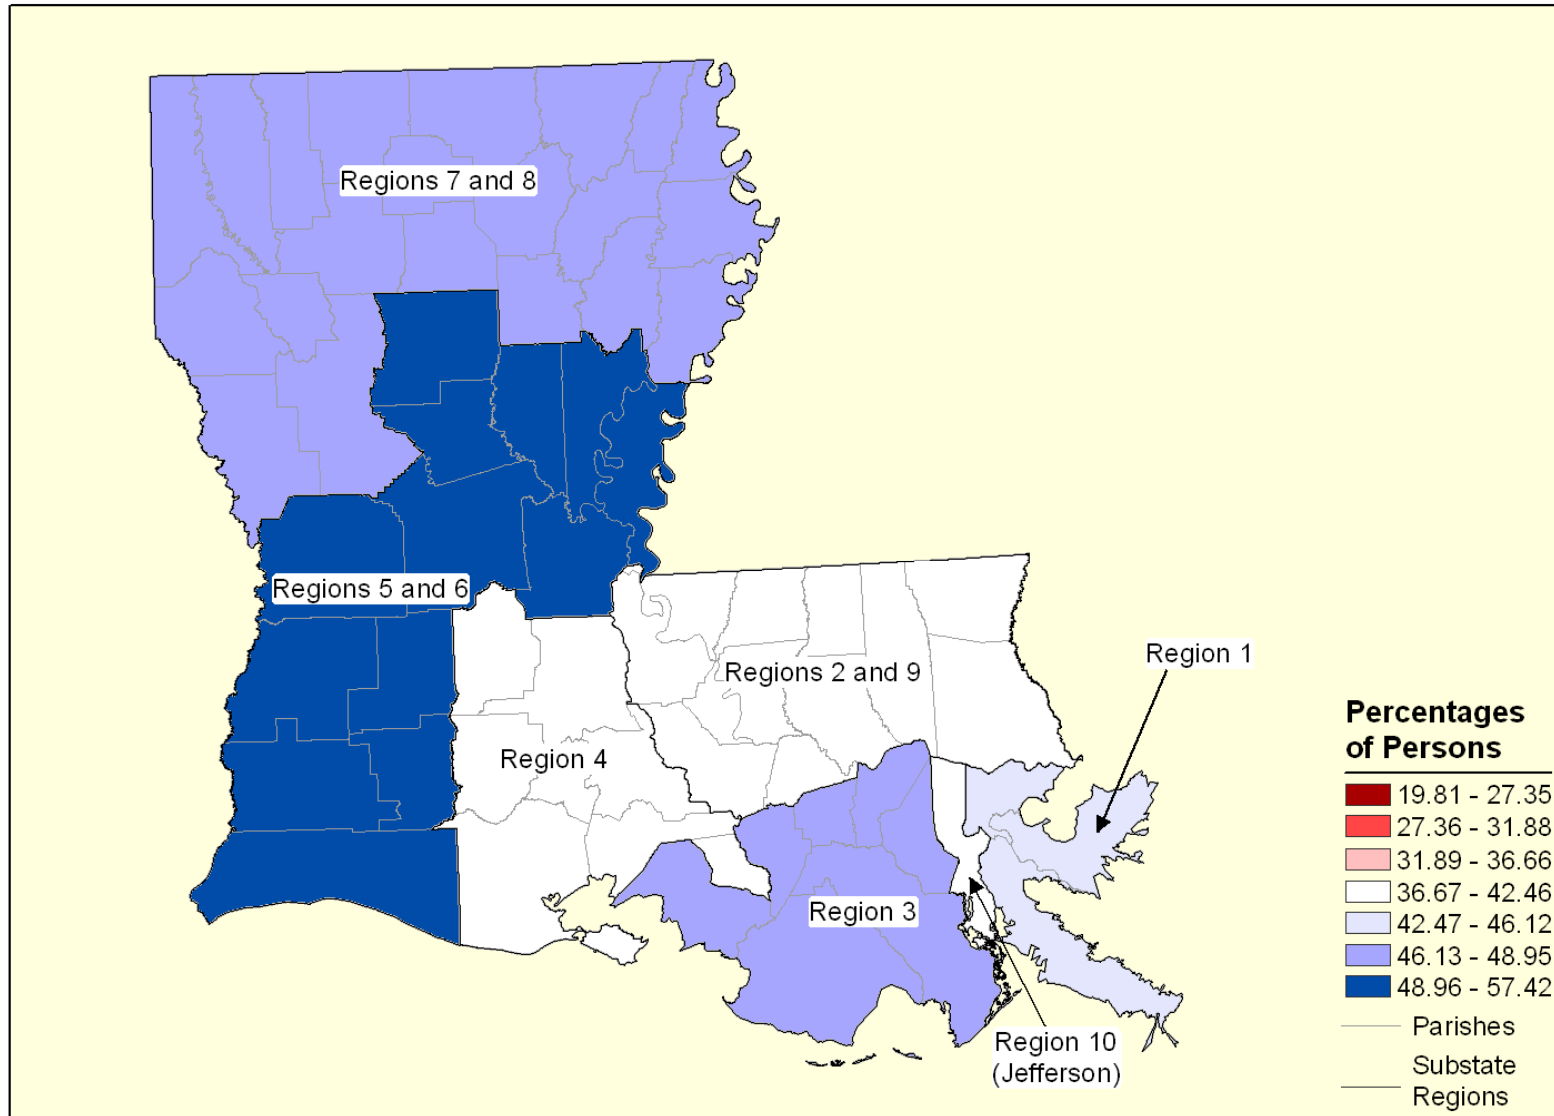 Regions 7 and 8
Regions 5 and 6
Region 1
Regions 2 and 9
Region 4
Region 3
Region 10
(Jefferson)
Percentages
of Persons
19.81 - 27.35
27.36 - 31.88
31.89 - 36.66
36.67 - 42.46
42.47 - 46.12
46.13 - 48.95
48.96 - 57.42
Parishes
Substate
Regions